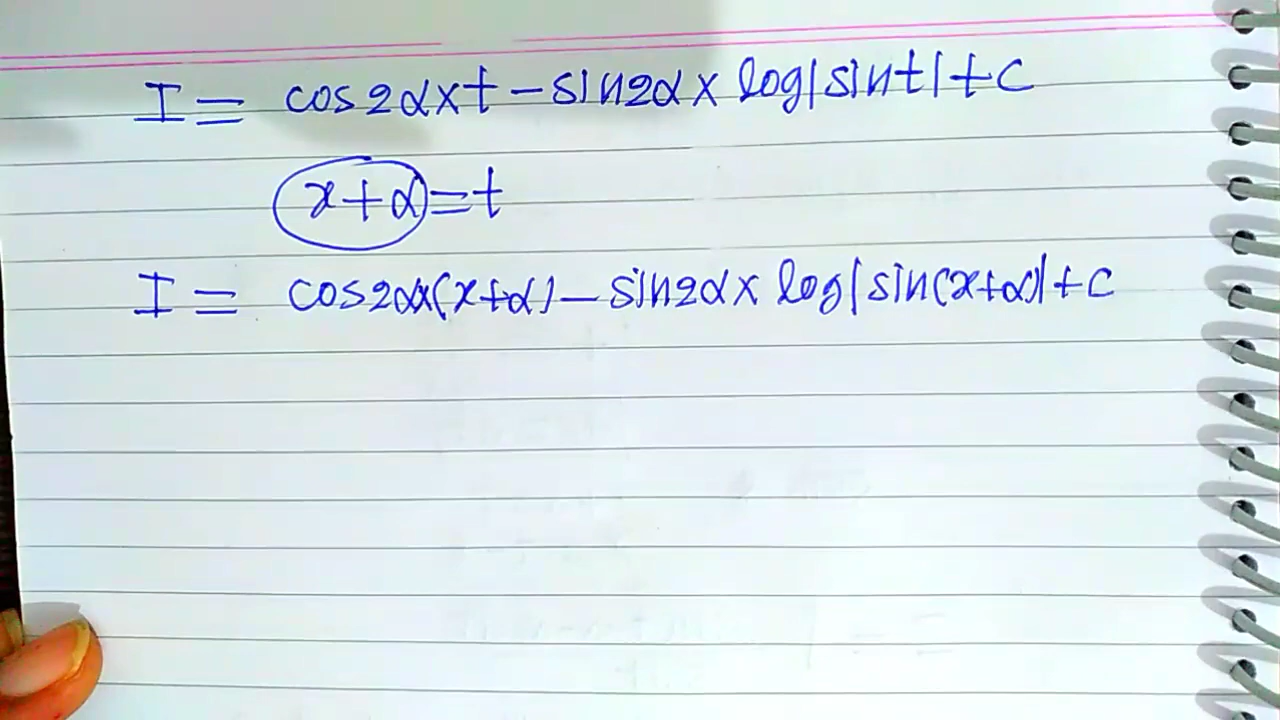 I = cos2α×t - sin2α× log|sint| + c
x+α = t
I = cos2α×(x+α) - sin2α× log|sin(x+α)| + c